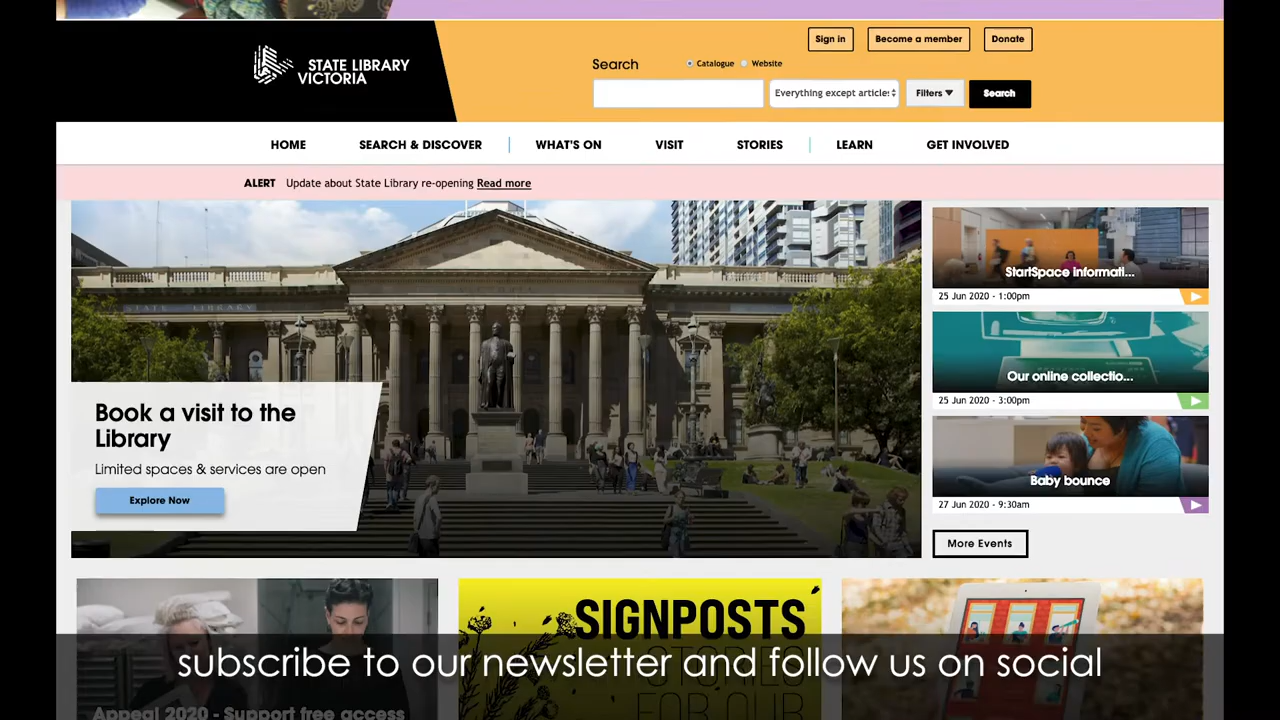 Sign in
Become a member
Donate
STATE LIBRARY
VICTORIA
Search
Catalogue
Website
Everything except articles
Filters
Search
HOME
SEARCH & DISCOVER
WHAT'S ON
VISIT
STORIES
LEARN
GET INVOLVED
ALERT Update about State Library re-opening Read more
Book a visit to the
Library
Limited spaces & services are open
Explore Now
StartSpace informati...
25 Jun 2020 - 1:00pm
Our online collectio...
25 Jun 2020 - 3:00pm
Baby bounce
27 Jun 2020 - 9:30am
More Events
SIGNPOSTS
STORIES
FOR OUR
Appeal 2020 - Support free access
subscribe to our newsletter and follow us on social